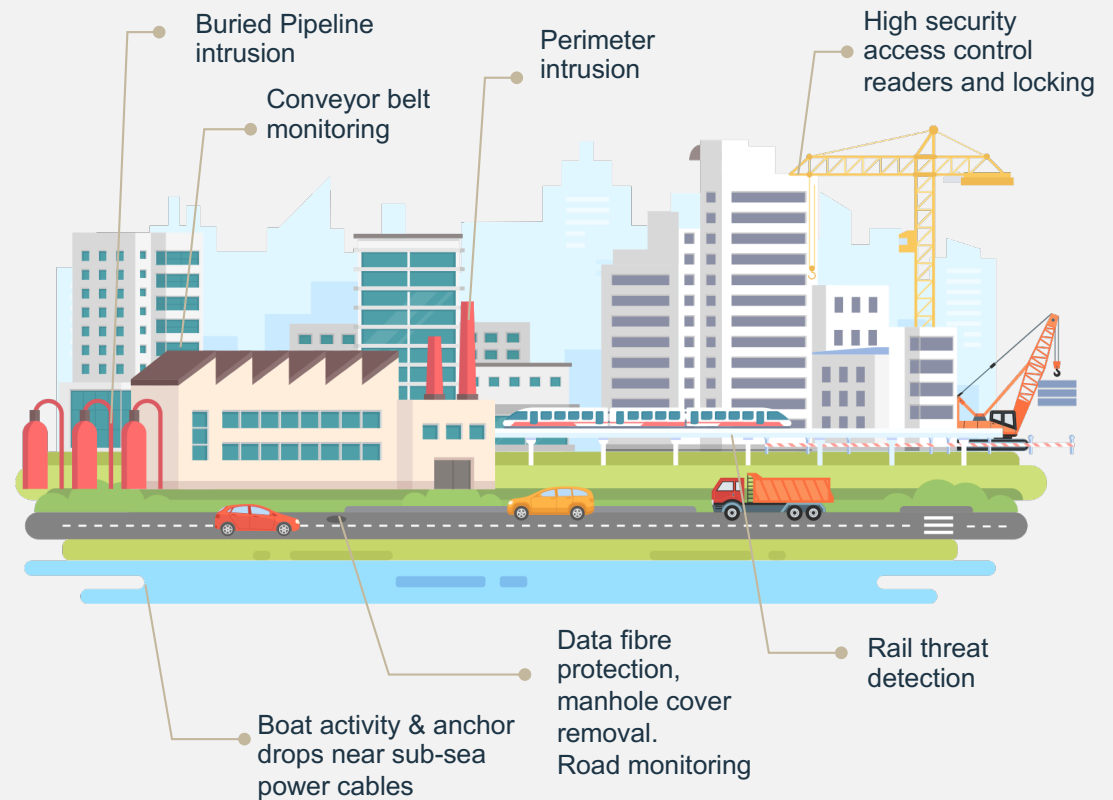 Buried Pipeline
intrusion
Conveyor belt
monitoring
Perimeter
intrusion
High security
access control
readers and locking
Boat activity & anchor
drops near sub-sea
power cables
Data fibre
protection,
manhole cover
removal.
Road monitoring
Rail threat
detection